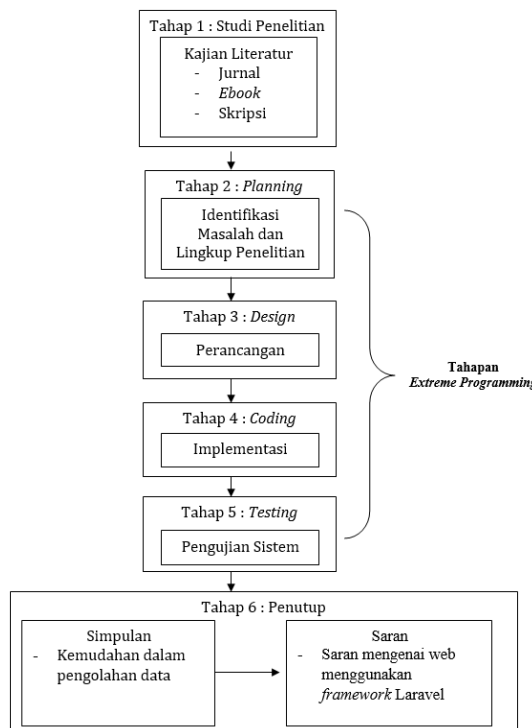 Tahap 1 : Studi Penelitian
Kajian Literatur
- Jurnal
- Ebook
- Skripsi
Tahap 2 : Planning
Identifikasi
Masalah dan
Lingkup Penelitian
Tahap 3 : Design
Perancangan
Tahapan
Extreme Programming
Tahap 4 : Coding
Implementasi
Tahap 5 : Testing
Pengujian Sistem
Tahap 6 : Penutup
Simpulan
- Kemudahan dalam
pengolahan data
Saran
- Saran mengenai web
menggunakan
framework Laravel